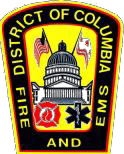 DISTRICT OF COLUMBIA
FIRE AND EMS